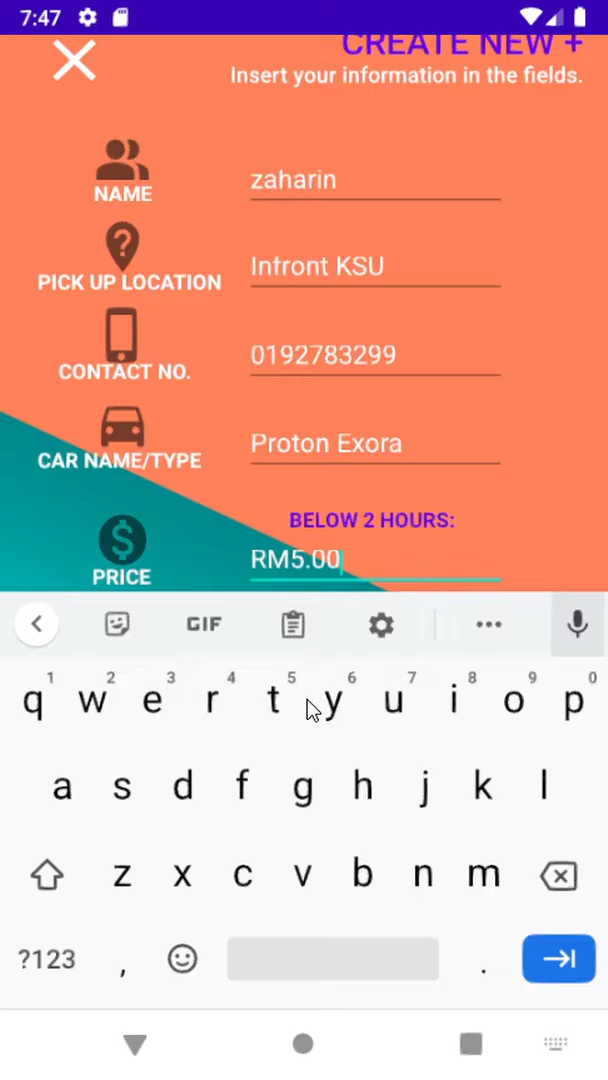 7:47
CREATE NEW +
Insert your information in the fields.
NAME
zaharin
PICK UP LOCATION
Infront KSU
CONTACT NO.
0192783299
CAR NAME/TYPE
Proton Exora
BELOW 2 HOURS:
PRICE
RM5.00
GIF
1 2 3 4 5 6 7 8 9 0
q w e r t y u i o p
a s d f g h j k l
z x c v b n m
?123 , .